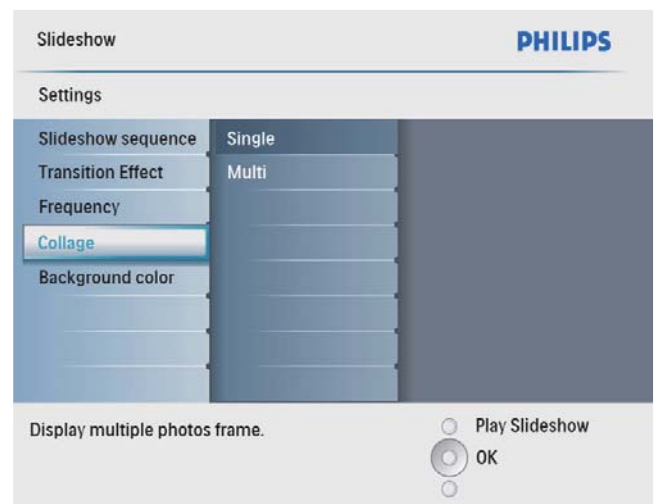 Slideshow
PHILIPS
Settings
Slideshow sequence
Transition Effect
Frequency
Collage
Background color
Single
Multi
Display multiple photos frame.
Play Slideshow
OK